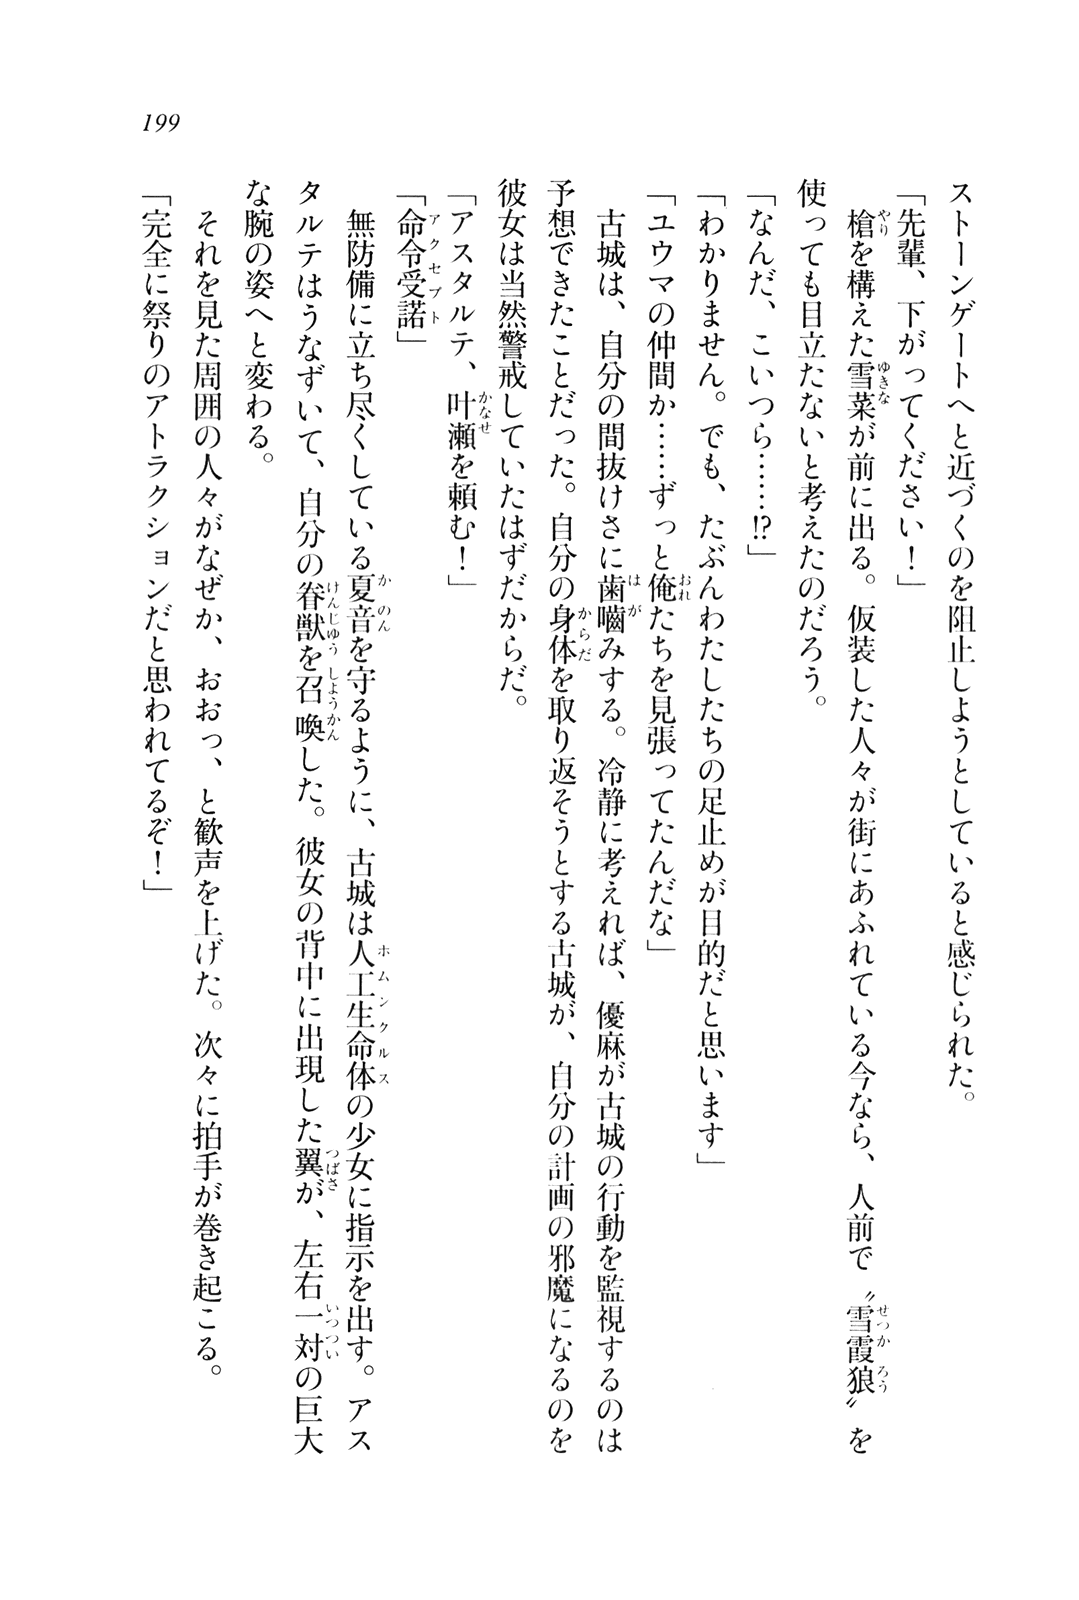 199
ストーンゲートへと近づくのを阻止しようとしていると感じられた。
「先輩、下がってください！」
　槍を構えた雪菜が前に出る。仮装した人々が街にあふれている今なら、人前で〝雪霞狼〟を
使っても目立たないと考えたのだろう。
「なんだ、こいつら……!?」
「わかりません。でも、たぶんわたしたちの足止めが目的だと思います」
「ユウマの仲間か……ずっと俺たちを見張ってたんだな」
　古城は、自分の間抜けさに歯嚙みする。冷静に考えれば、優麻が古城の行動を監視するのは
予想できたことだった。自分の身体を取り返そうとする古城が、自分の計画の邪魔になるのを
彼女は当然警戒していたはずだからだ。
「アスタルテ、叶瀬を頼む！」
「命令受諾」
　無防備に立ち尽くしている夏音を守るように、古城は人工生命体の少女に指示を出す。アス
タルテはうなずいて、自分の眷獣を召喚した。彼女の背中に出現した翼が、左右一対の巨大
な腕の姿へと変わる。
　それを見た周囲の人々がなぜか、おおっ、と歓声を上げた。次々に拍手が巻き起こる。
「完全に祭りのアトラクションだと思われてるぞ！」